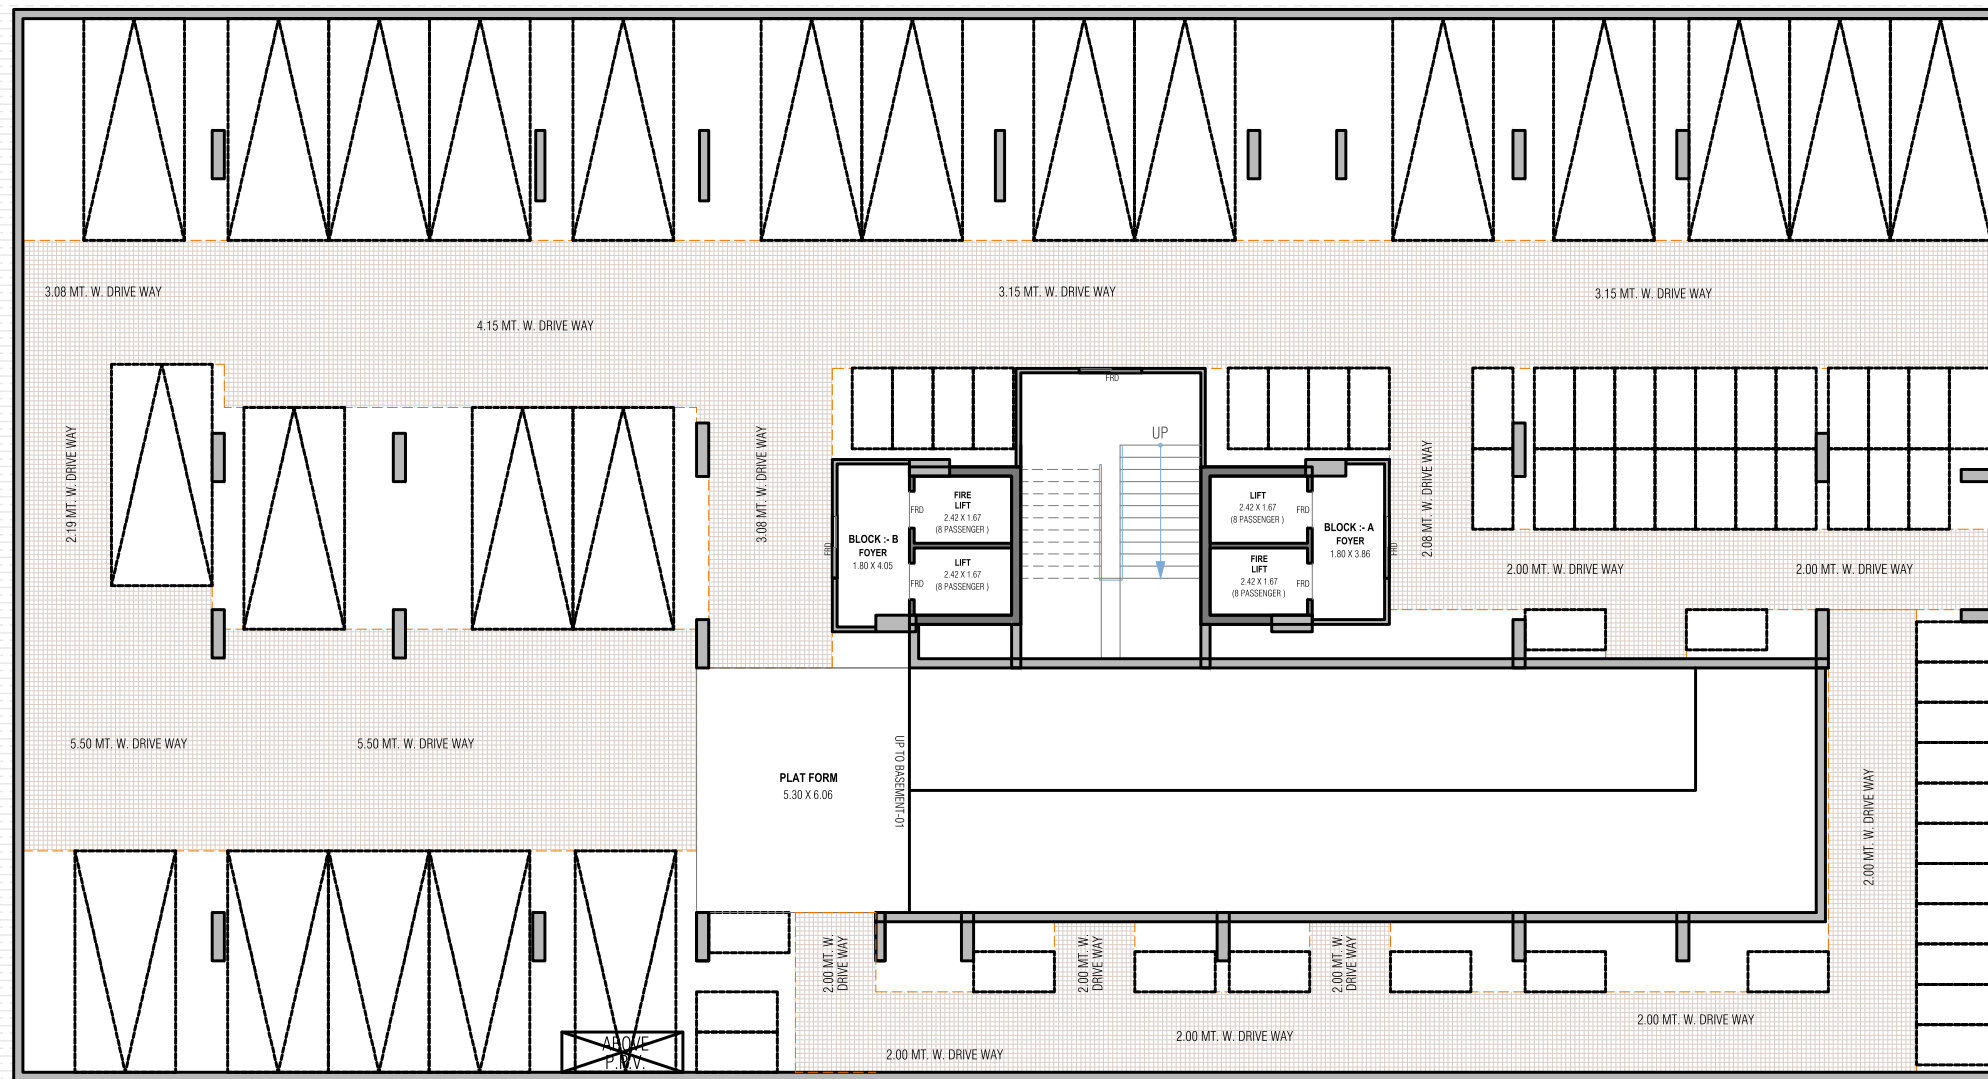 3.08 MT. W. DRIVE WAY
3.15 MT. W. DRIVE WAY
3.15 MT. W. DRIVE WAY
4.15 MT. W. DRIVE WAY
FRD
UP
2.19 MT. W. DRIVE WAY
3.08 MT. W. DRIVE WAY
2.08 MT. W. DRIVE WAY
FIRE
LIFT
2.42 X 1.67
(8 PASSENGER )
FRD
LIFT
2.42 X 1.67
(8 PASSENGER )
FRD
BLOCK :- B
FOYER
1.80 X 4.05
FRD
LIFT
2.42 X 1.67
(8 PASSENGER )
FRD
FIRE
LIFT
2.42 X 1.67
(8 PASSENGER )
FRD
BLOCK :- A
FOYER
1.80 X 3.86
FRD
2.00 MT. W. DRIVE WAY
2.00 MT. W. DRIVE WAY
5.50 MT. W. DRIVE WAY
5.50 MT. W. DRIVE WAY
PLAT FORM
5.30 X 6.06
UP TO BASEMENT-01
2.00 MT. W. DRIVE WAY
2.00 MT. W.
DRIVE WAY
2.00 MT. W.
DRIVE WAY
2.00 MT. W.
DRIVE WAY
2.00 MT. W. DRIVE WAY
2.00 MT. W. DRIVE WAY
2.00 MT. W. DRIVE WAY
ABOVE